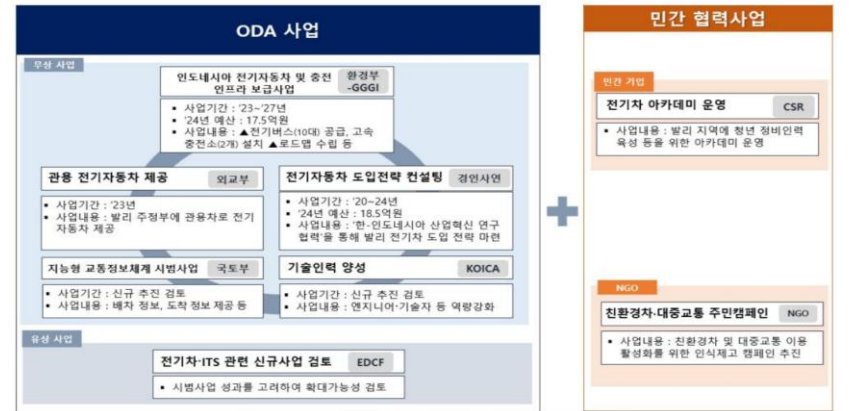 ODA 사업
무상 사업
인도네시아 전기자동차 및 충전
인프라 보급사업
환경부
-GGGI
▪ 사업기간 : '23~'27년
▪ '24년 예산 : 17.5억원
▪ 사업내용 : ▲전기버스(10대) 공급, 고속
충전소(2개) 설치 ▲로드맵 수립 등
관용 전기자동차 제공
외교부
▪ 사업기간 : '23년
▪ 사업내용 : 발리 주정부에 관용차로 전기
자동차 제공
전기자동차 도입전략 컨설팅
경인사연
▪ 사업기간 : '20~24년
▪ '24년 예산 : 18.5억원
▪ 사업내용 : '한-인도네시아 산업혁신 연구
협력'을 통해 발리 전기차 도입 전략 마련
지능형 교통정보체계 시범사업
국토부
▪ 사업기간 : 신규 추진 검토
▪ 사업내용 : 배차 정보, 도착 정보 제공 등
기술인력 양성
KOICA
▪ 사업기간 : 신규 추진 검토
▪ 사업내용 : 엔지니어·기술자 등 역량강화
유상 사업
전기차·ITS 관련 신규사업 검토
EDCF
▪ 시범사업 성과를 고려하여 확대가능성 검토
민간 협력사업
민간 기업
전기차 아카데미 운영
CSR
▪ 사업내용 : 발리 지역에 청년 정비인력
육성 등을 위한 아카데미 운영
NGO
친환경차·대중교통 주민캠페인
NGO
▪ 사업내용 : 친환경차 및 대중교통 이용
활성화를 위한 인식제고 캠페인 추진